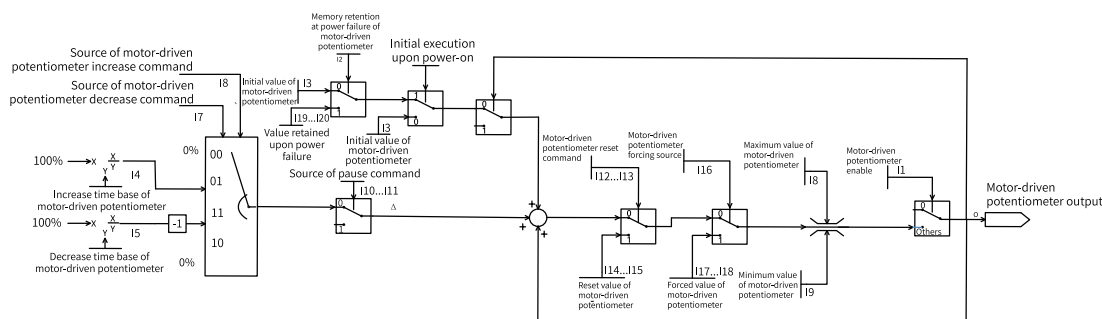 Memory retention
at power failure of
motor-driven
potentiometer
I2
Initial execution
upon power-on
Source of motor-driven
potentiometer increase command
I8
Source of motor-driven
potentiometer decrease command
I7
Initial value of
motor-driven
potentiometer
I3
0
1
I19...I20
Value retained
upon power
failure
1
0
I3
Initial value of
motor-driven
potentiometer
0
1
0%
00
01
11
10
0%
100%
X
X
Y
Y
I4
Increase time base of
motor-driven potentiometer
100%
X
X
Y
Y
I5
-1
Decrease time base of
motor-driven potentiometer
Source of pause command
I10...I11
0
1
Δ
+
+
+
Motor-driven
potentiometer reset
command
I12...I13
0
1
I14...I15
Reset value of
motor-driven
potentiometer
Motor-driven
potentiometer
forcing source
I16
0
1
I17...I18
Forced value of
motor-driven
potentiometer
Maximum value of
motor-driven
potentiometer
I8
Minimum value
of motor-driven
potentiometer
I9
Motor-driven
potentiometer
enable
I1
0
Others
o
Motor-driven
potentiometer output